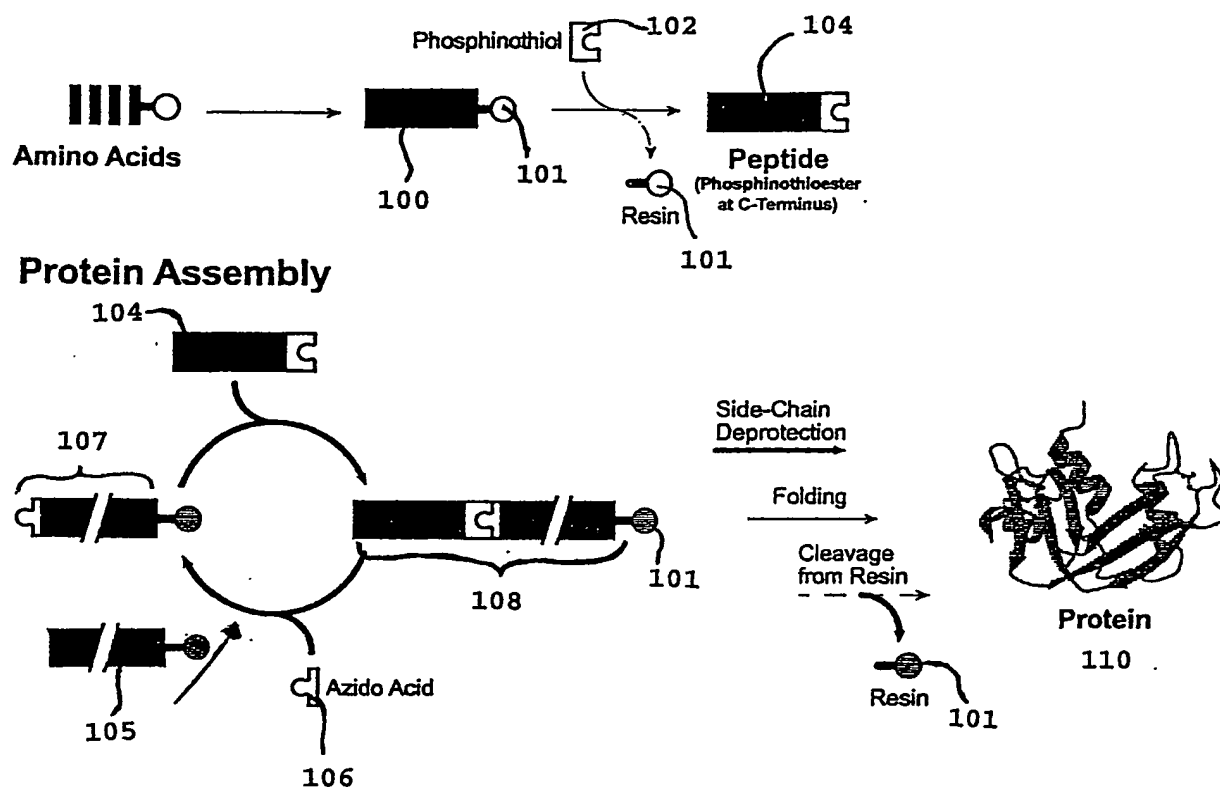 Phosphinothiol
102
104
Amino Acids
100
101
Resin
101
Peptide
(Phosphinothioester
at C-Terminus)
Protein Assembly
104
107
108
101
105
Azido Acid
106
Side-Chain
Deprotection
Folding
Cleavage
from Resin
Resin
101
Protein
110